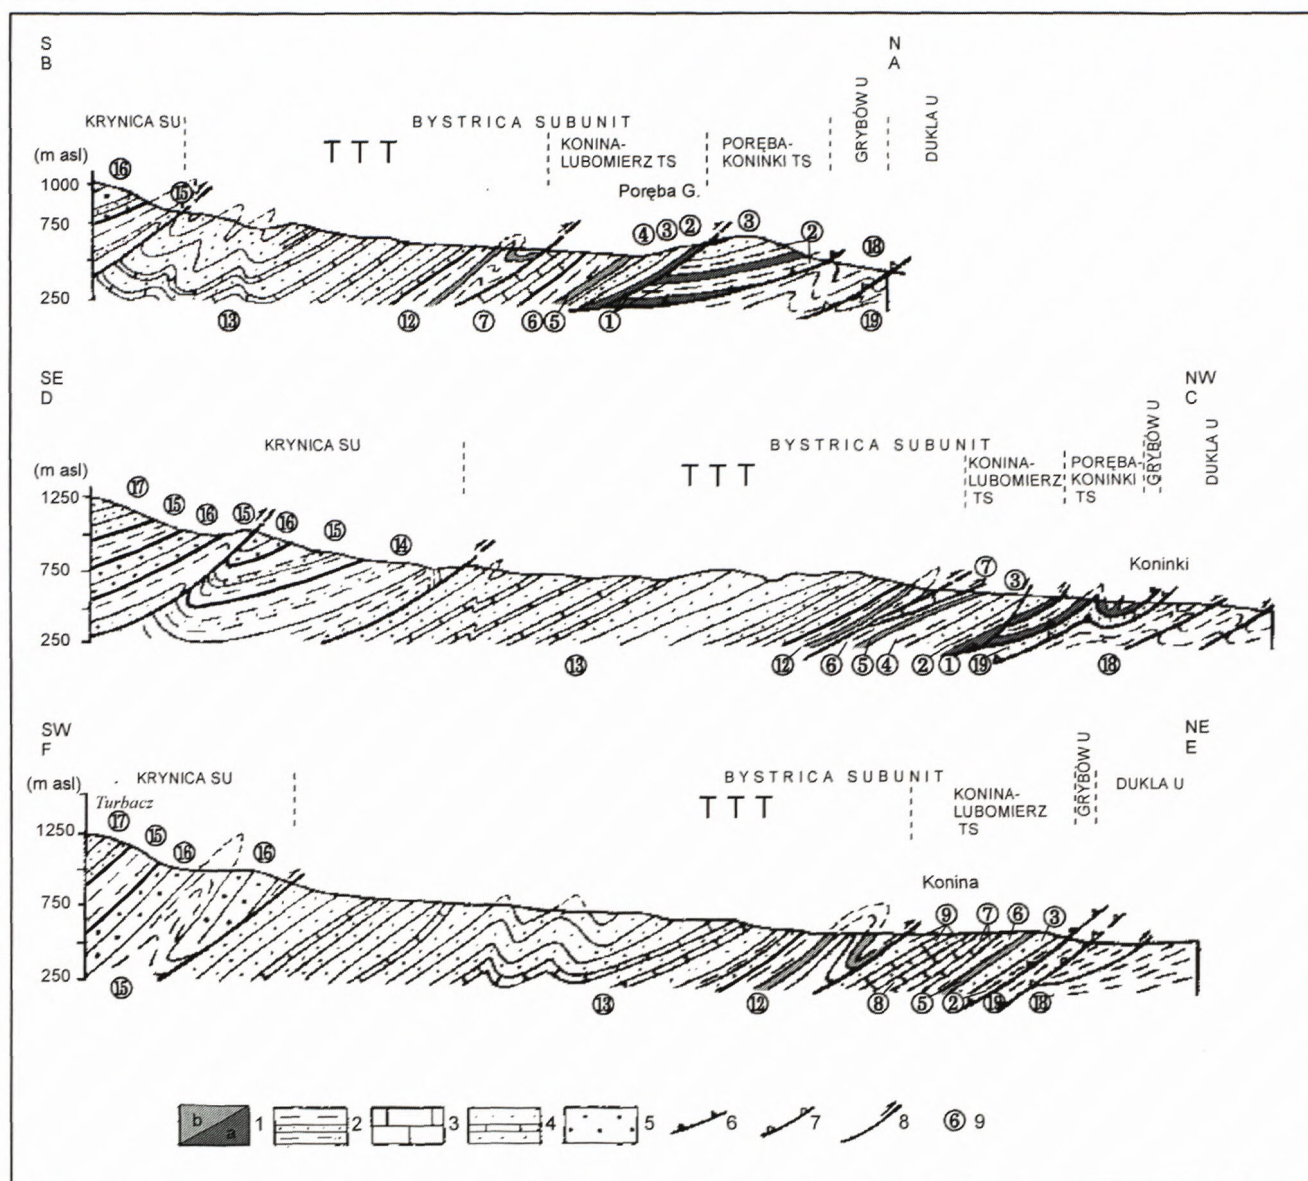 S
B
N
A
KRYNICA SU
BYSTRICA SUBUNIT
GRYBÓW U
DUKLA U
T T T
KONINA-
LUBOMIERZ TS
PORĘBA-
KONINKI TS
(m asl)
Poręba G.
1000
750
250
⑯ ⑮ ④ ③ ② ③ ② ⑱
⑬ ⑫ ⑦ ⑥ ⑤ ① ⑲
SE
D
NW
C
KRYNICA SU
BYSTRICA SUBUNIT
GRYBÓW U
DUKLA U
T T T
KONINA-
LUBOMIERZ
TS
PORĘBA-
KONINKI
TS
(m asl)
Koninki
1250
750
250
⑰ ⑮ ⑯ ⑮ ⑯ ⑮ ⑭ ⑦ ③
⑬ ⑫ ⑥ ⑤ ④ ② ① ⑲ ⑱
SW
F
NE
E
KRYNICA SU
BYSTRICA SUBUNIT
GRYBÓW U
DUKLA U
T T T
KONINA-
LUBOMIERZ
TS
(m asl)
Turbacz
Konina
1250
750
250
⑰ ⑮ ⑯ ⑯ ⑨ ⑦ ⑥ ③
⑮ ⑬ ⑫ ⑧ ⑤ ② ⑲ ⑱
b a 1 2 3 4 5 6 7 8 ⑥ 9